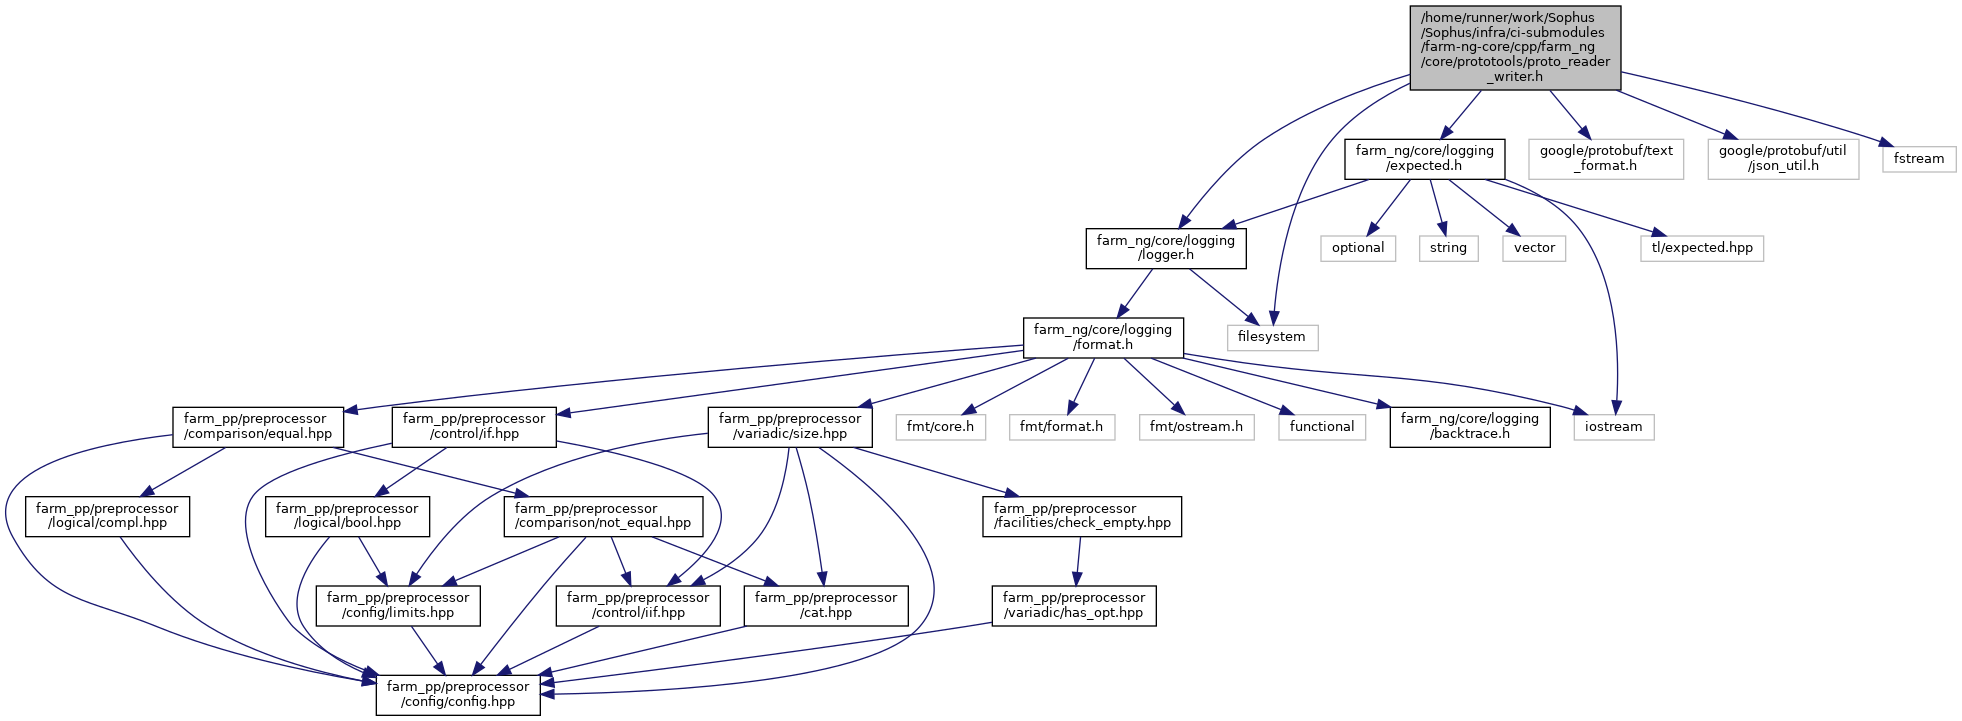 /home/runner/work/Sophus
/Sophus/infra/ci-submodules
/farm-ng-core/cpp/farm_ng
/core/prototools/proto_reader
_writer.h
farm_ng/core/logging
/expected.h
google/protobuf/text
_format.h
google/protobuf/util
/json_util.h
fstream
farm_ng/core/logging
/logger.h
optional
string
vector
tl/expected.hpp
farm_ng/core/logging
/format.h
filesystem
farm_pp/preprocessor
/comparison/equal.hpp
farm_pp/preprocessor
/control/if.hpp
farm_pp/preprocessor
/variadic/size.hpp
fmt/core.h
fmt/format.h
fmt/ostream.h
functional
farm_ng/core/logging
/backtrace.h
iostream
farm_pp/preprocessor
/logical/compl.hpp
farm_pp/preprocessor
/logical/bool.hpp
farm_pp/preprocessor
/comparison/not_equal.hpp
farm_pp/preprocessor
/facilities/check_empty.hpp
farm_pp/preprocessor
/config/limits.hpp
farm_pp/preprocessor
/control/iif.hpp
farm_pp/preprocessor
/cat.hpp
farm_pp/preprocessor
/variadic/has_opt.hpp
farm_pp/preprocessor
/config/config.hpp